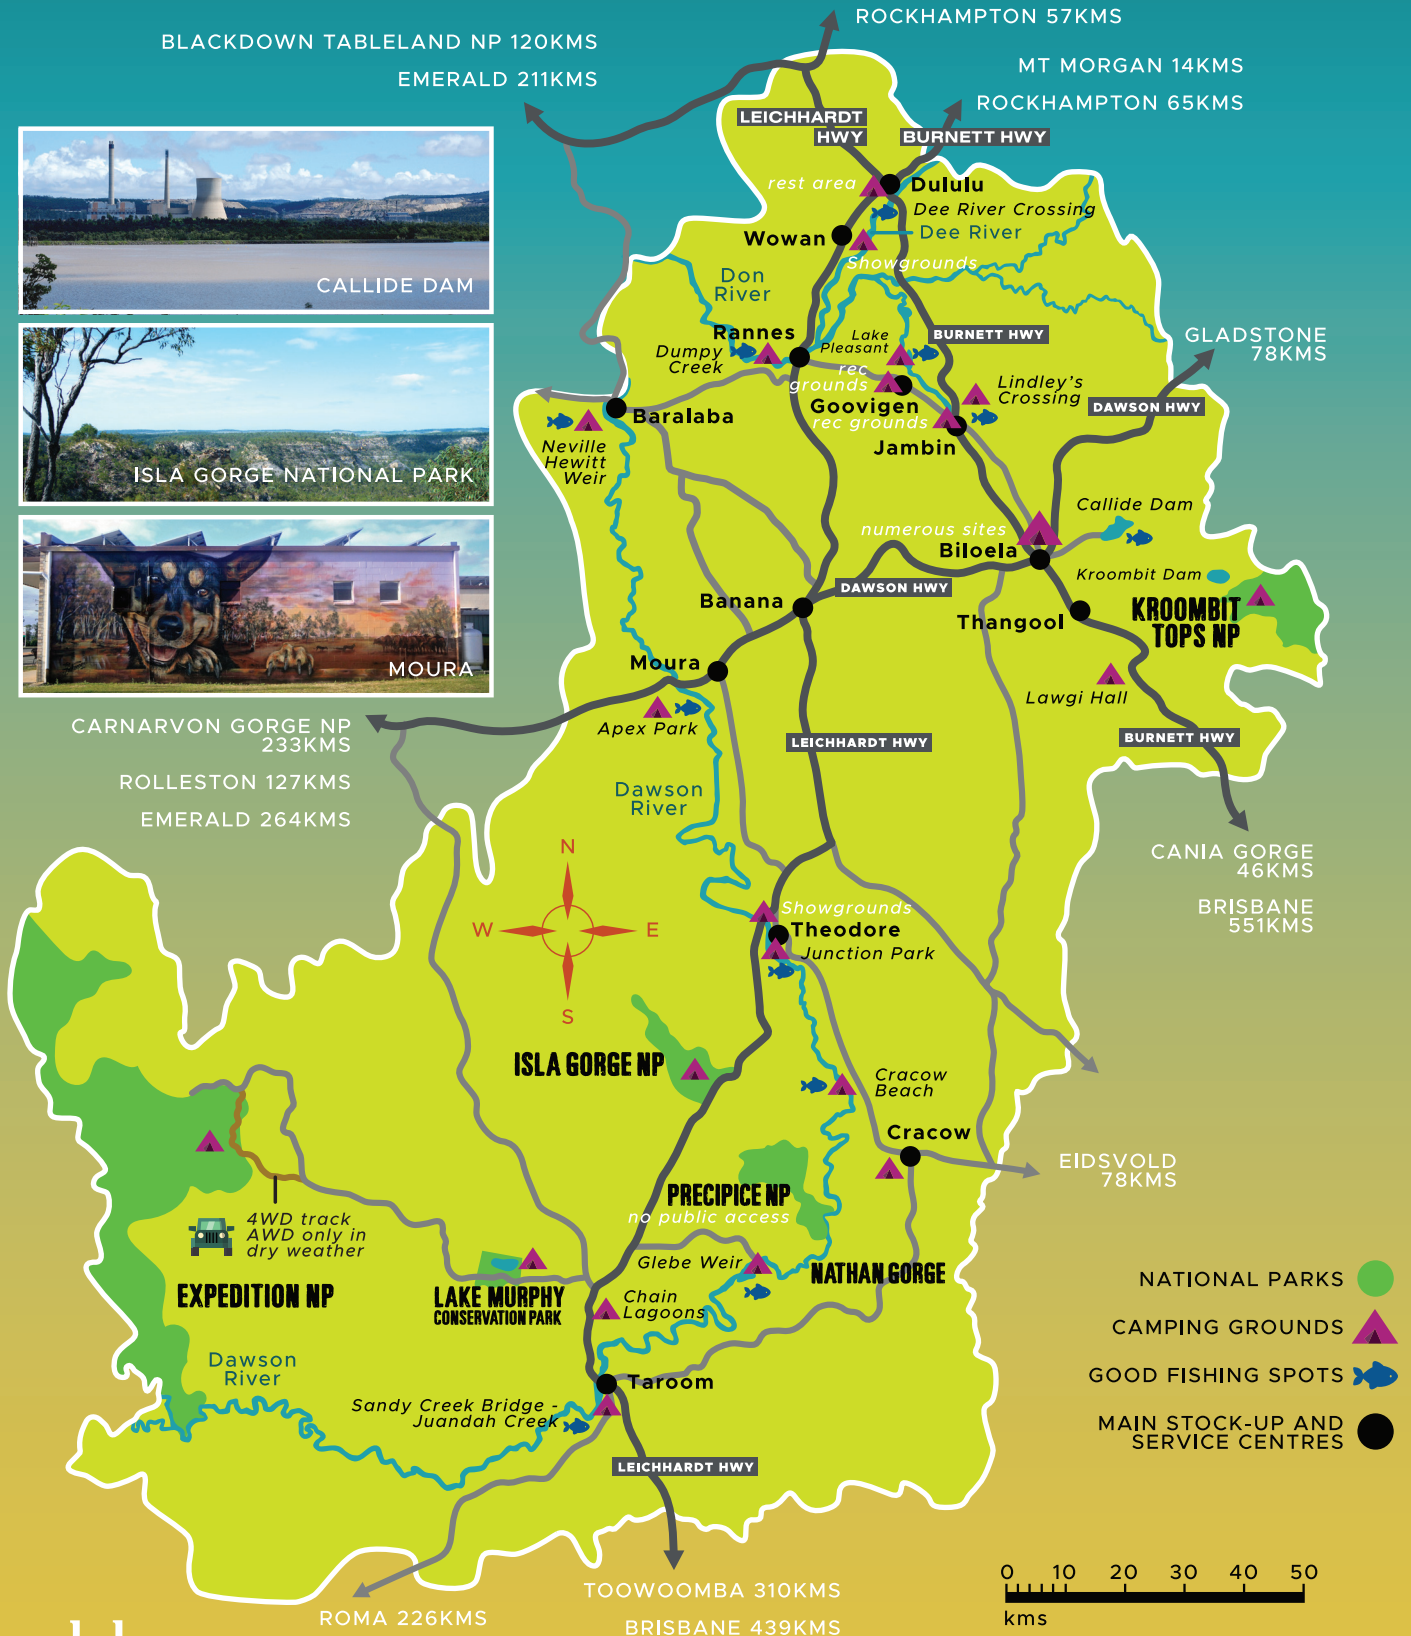 ROCKHAMPTON 57KMS
BLACKDOWN TABLELAND NP 120KMS
EMERALD 211KMS
MT MORGAN 14KMS
ROCKHAMPTON 65KMS
LEICHHARDT
HWY
BURNETT HWY
CALLIDE DAM
ISLA GORGE NATIONAL PARK
MOURA
rest area
Dululu
Dee River Crossing
Dee River
Wowan
Showgrounds
Don
River
Rannes
Dumpy
Creek
Lake
Pleasant
BURNETT HWY
GLADSTONE
78KMS
rec
grounds
Goovigen
rec grounds
Jambin
Lindley's
Crossing
DAWSON HWY
Baralaba
Neville
Hewitt
Weir
Callide Dam
numerous sites
Biloela
Kroombit Dam
KROOMBIT
TOPS NP
DAWSON HWY
Banana
Thangool
Moura
Lawgi Hall
Apex Park
CARNARVON GORGE NP
233KMS
ROLLESTON 127KMS
EMERALD 264KMS
LEICHHARDT HWY
BURNETT HWY
Dawson
River
CANIA GORGE
46KMS
BRISBANE
551KMS
N
W
E
S
Showgrounds
Theodore
Junction Park
ISLA GORGE NP
Cracow
Beach
Cracow
EIDSVOLD
78KMS
PRECIPICE NP
no public access
4WD track
AWD only in
dry weather
EXPEDITION NP
Glebe Weir
NATHAN GORGE
LAKE MURPHY
CONSERVATION PARK
Chain
Lagoons
Dawson
River
Taroom
Sandy Creek Bridge -
Juandah Creek
LEICHHARDT HWY
NATIONAL PARKS
CAMPING GROUNDS
GOOD FISHING SPOTS
MAIN STOCK-UP AND
SERVICE CENTRES
0 10 20 30 40 50
kms
TOOWOOMBA 310KMS
BRISBANE 439KMS
ROMA 226KMS